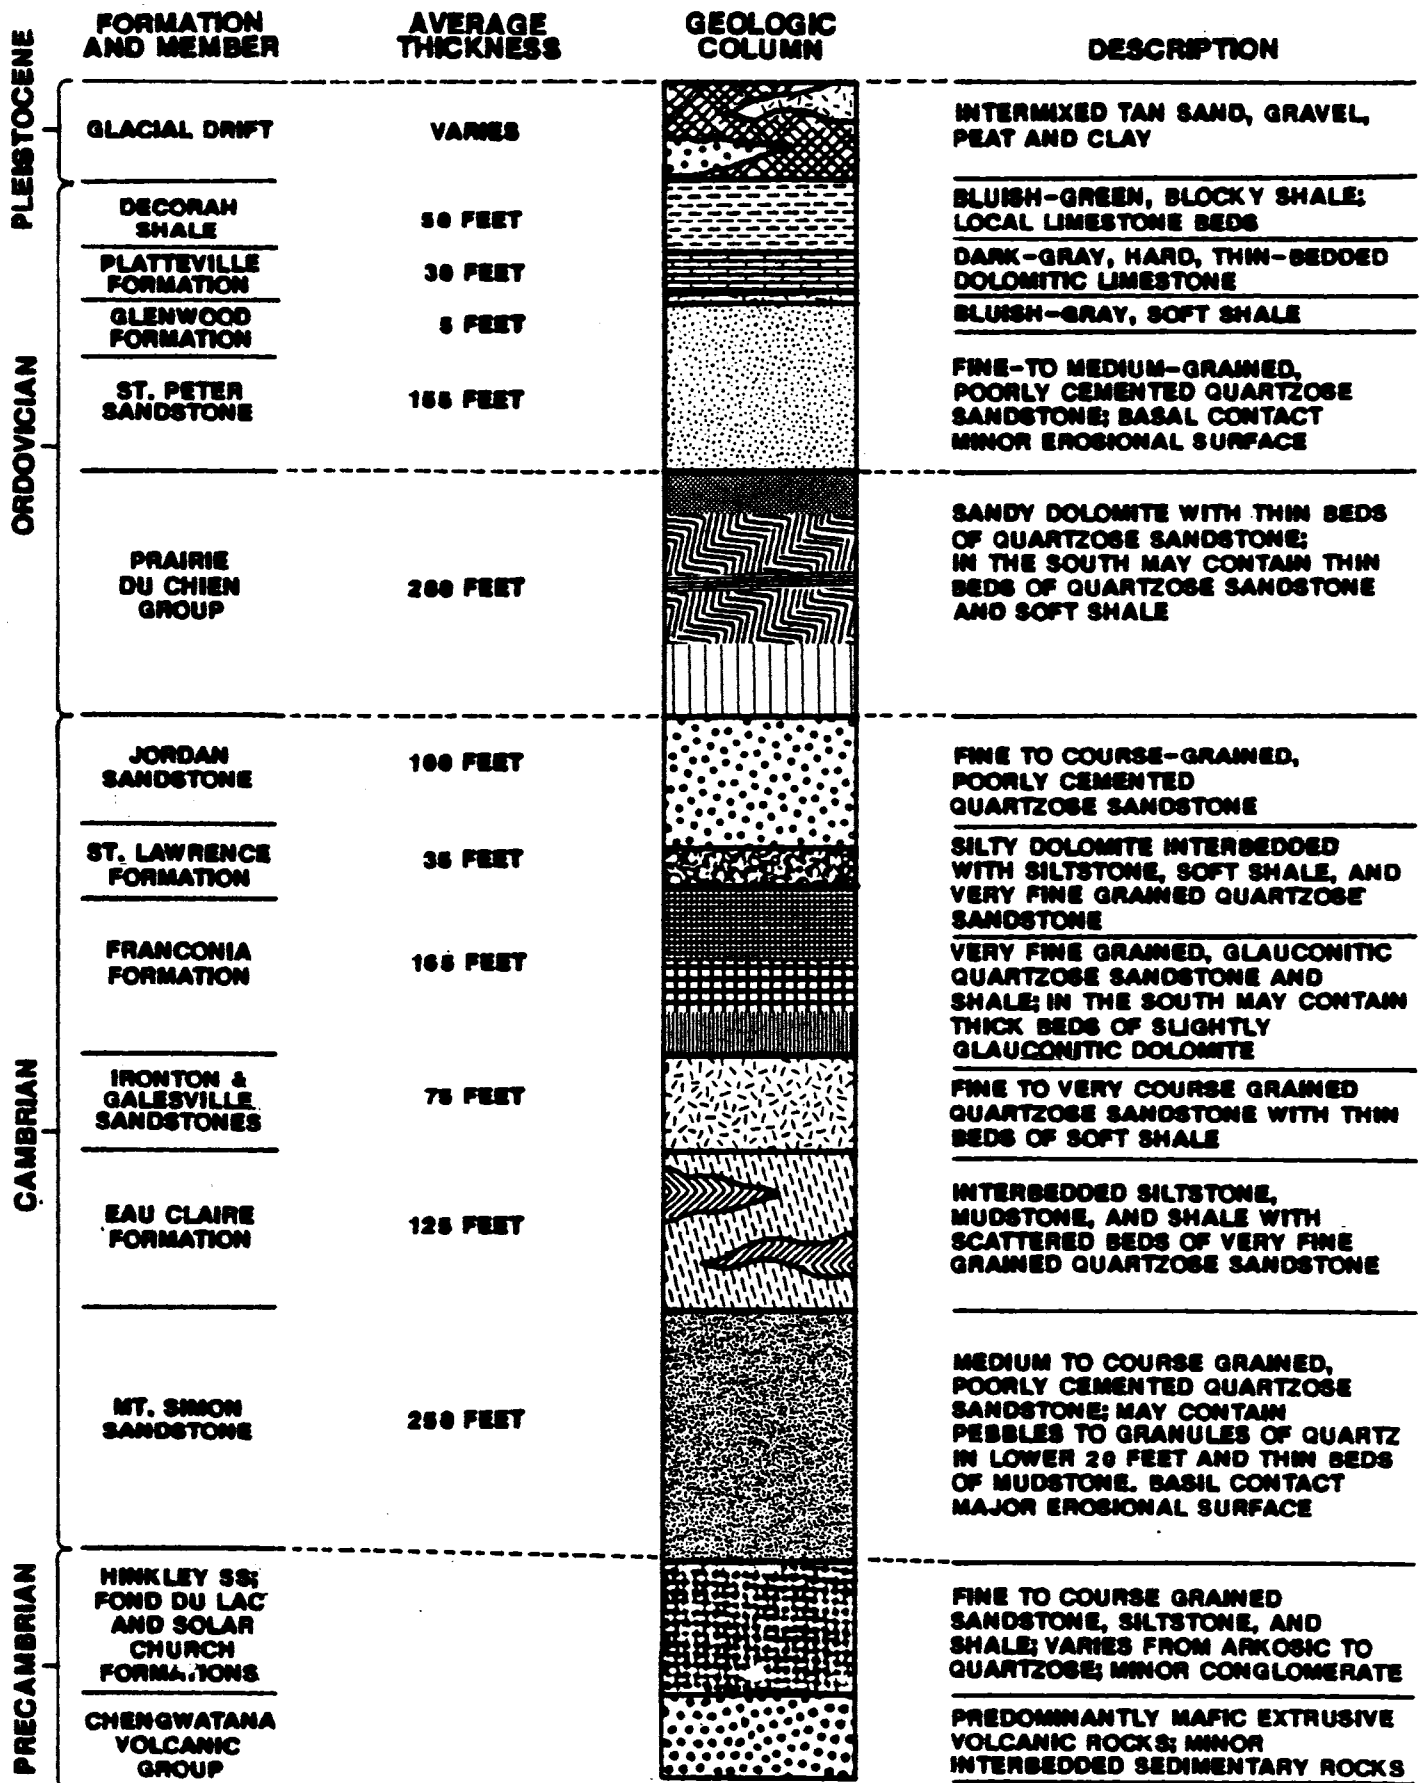 FORMATION AND MEMBER
AVERAGE THICKNESS
GEOLOGIC COLUMN
DESCRIPTION
PLEISTOCENE
GLACIAL DRIFT
VARIES
INTERMIXED TAN SAND, GRAVEL,
PEAT AND CLAY
ORDOVICIAN
DECORAH
SHALE
50 FEET
BLUISH-GREEN, BLOCKY SHALE;
LOCAL LIMESTONE BEDS
PLATTEVILLE
FORMATION
30 FEET
DARK-GRAY, HARD, THIN-BEDDED
DOLOMITIC LIMESTONE
GLENWOOD
FORMATION
5 FEET
BLUISH-GRAY, SOFT SHALE
ST. PETER
SANDSTONE
155 FEET
FINE-TO MEDIUM-GRAINED,
POORLY CEMENTED QUARTZOSE
SANDSTONE; BASAL CONTACT
MINOR EROSIONAL SURFACE
PRAIRIE
DU CHIEN
GROUP
FEET
SANDY DOLOMITE WITH THIN BEDS
OF QUARTZOSE SANDSTONE;
IN THE SOUTH MAY CONTAIN THIN
BEDS OF QUARTZOSE SANDSTONE
AND SOFT SHALE
CAMBRIAN
JORDAN
SANDSTONE
100 FEET
FINE TO COURSE-GRAINED,
POORLY CEMENTED
QUARTZOSE SANDSTONE
ST. LAWRENCE
FORMATION
35 FEET
SILTY DOLOMITE INTERBEDDED
WITH SILTSTONE, SOFT SHALE, AND
VERY FINE GRAINED QUARTZOSE
SANDSTONE
FRANCONIA
FORMATION
165 FEET
VERY FINE GRAINED, GLAUCONITIC
QUARTZOSE SANDSTONE AND
SHALE; IN THE SOUTH MAY CONTAIN
THICK BEDS OF SLIGHTLY
GLAUCONITIC DOLOMITE
IRONTON &
GALESVILLE
SANDSTONES
75 FEET
FINE TO VERY COURSE GRAINED
QUARTZOSE SANDSTONE WITH THIN
BEDS OF SOFT SHALE
EAU CLAIRE
FORMATION
125 FEET
INTERBEDDED SILTSTONE,
MUDSTONE, AND SHALE WITH
SCATTERED BEDS OF VERY FINE
GRAINED QUARTZOSE SANDSTONE
MT. SIMON
SANDSTONE
250 FEET
MEDIUM TO COURSE GRAINED,
POORLY CEMENTED QUARTZOSE
SANDSTONE; MAY CONTAIN
PEBBLES TO GRANULES OF QUARTZ
IN LOWER 20 FEET AND THIN BEDS
OF MUDSTONE. BASIL CONTACT
MAJOR EROSIONAL SURFACE
PRECAMBRIAN
HINKLEY SS;
FOND DU LAC
AND SOLAR
CHURCH
FORMATIONS
FINE TO COURSE GRAINED
SANDSTONE, SILTSTONE, AND
SHALE; VARIES FROM ARKOSIC TO
QUARTZOSE; MINOR CONGLOMERATE
CHENGWATANA
VOLCANIC
GROUP
PREDOMINANTLY MAFIC EXTRUSIVE
VOLCANIC ROCKS; MINOR
INTERBEDDED SEDIMENTARY ROCKS